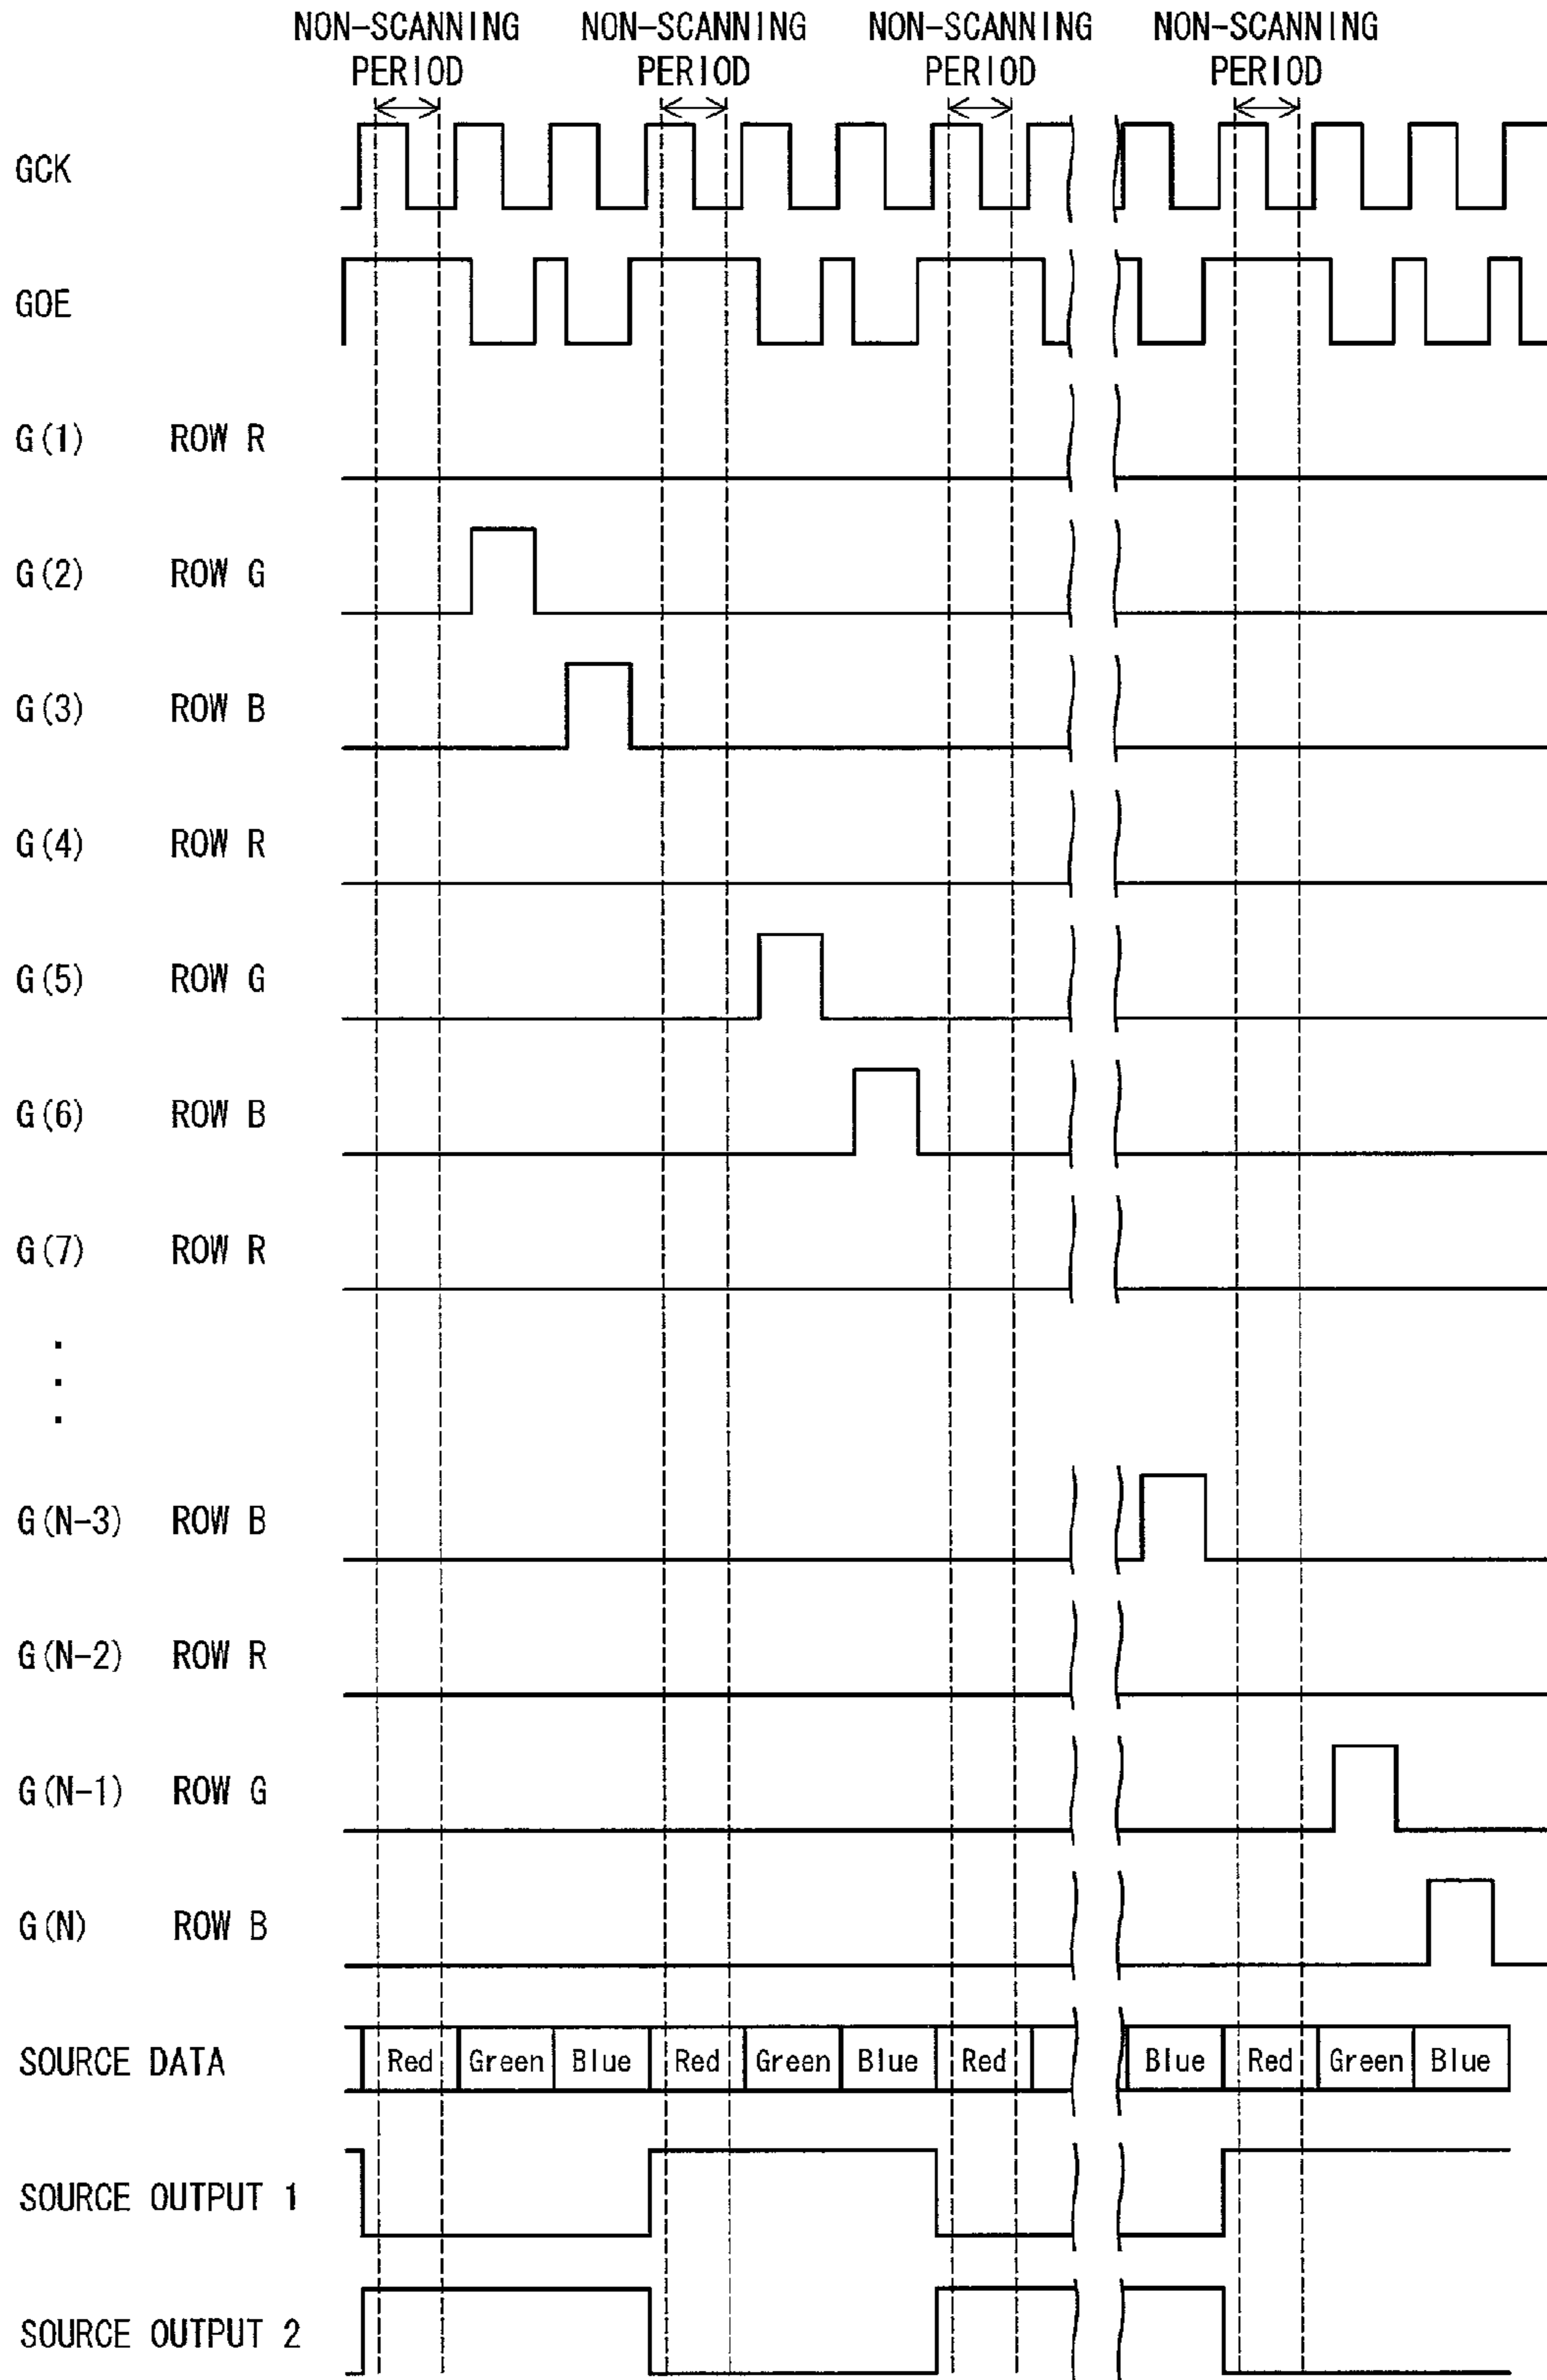 NON-SCANNING PERIOD
NON-SCANNING PERIOD
NON-SCANNING PERIOD
NON-SCANNING PERIOD
GCK
GOE
G(1) ROW R
G(2) ROW G
G(3) ROW B
G(4) ROW R
G(5) ROW G
G(6) ROW B
G(7) ROW R
G(N-3) ROW B
G(N-2) ROW R
G(N-1) ROW G
G(N) ROW B
SOURCE DATA Red Green Blue Red Green Blue Red Blue Red Green Blue
SOURCE OUTPUT 1
SOURCE OUTPUT 2